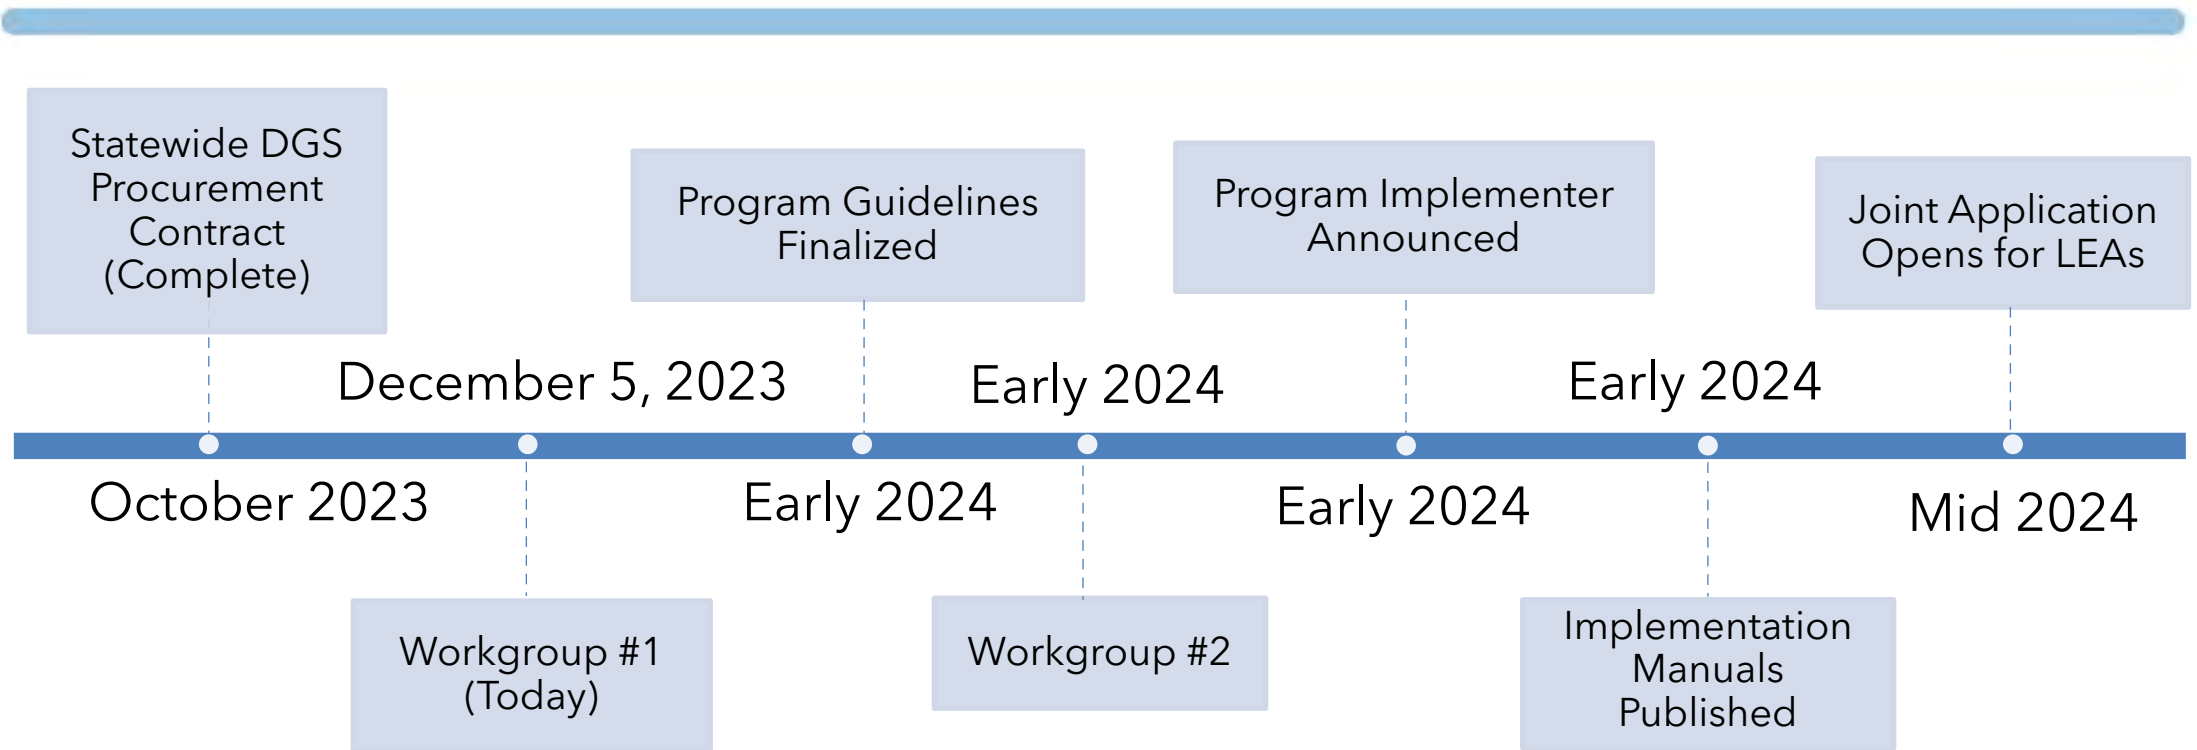 Statewide DGS
Procurement
Contract
(Complete)
Program Guidelines
Finalized
Program Implementer
Announced
Joint Application
Opens for LEAs
December 5, 2023
Early 2024
Early 2024
October 2023
Early 2024
Early 2024
Mid 2024
Workgroup #1
(Today)
Workgroup #2
Implementation
Manuals
Published